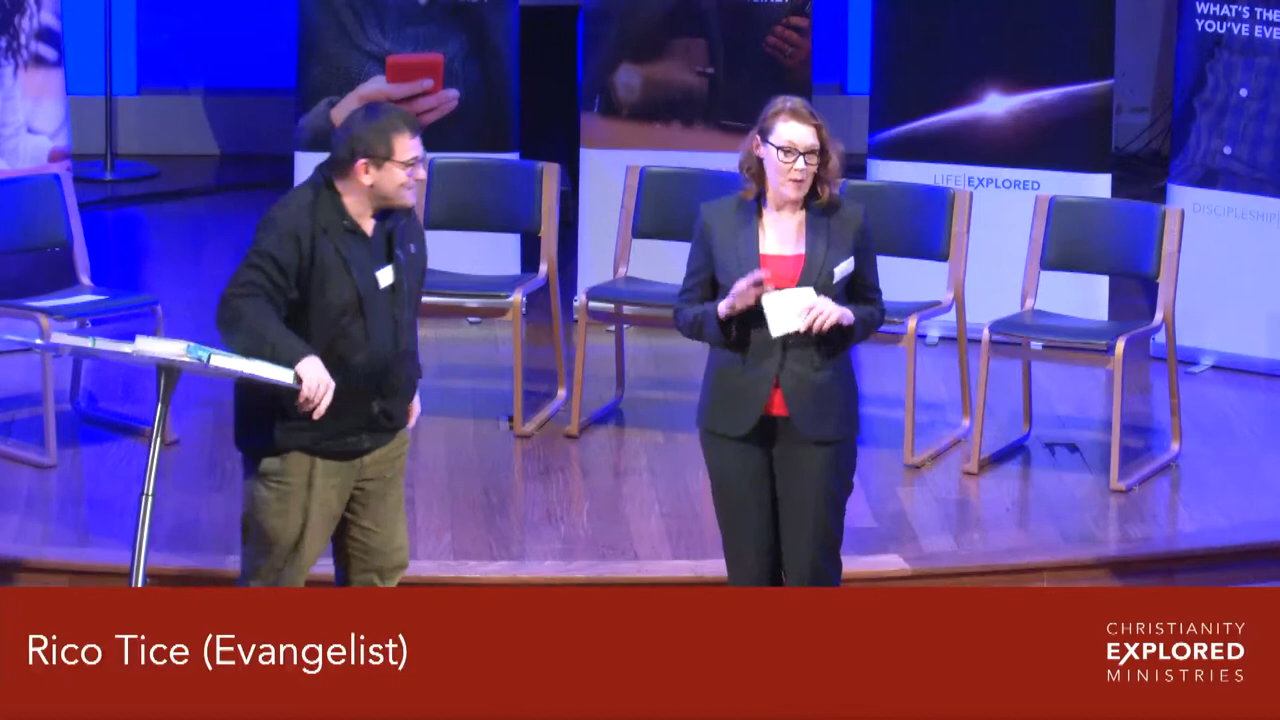 WHAT'S THE
YOU'VE EVE
LIFE|EXPLORED
DISCIPLESHIP
Rico Tice (Evangelist)
CHRISTIANITY
EXPLORED
MINISTRIES